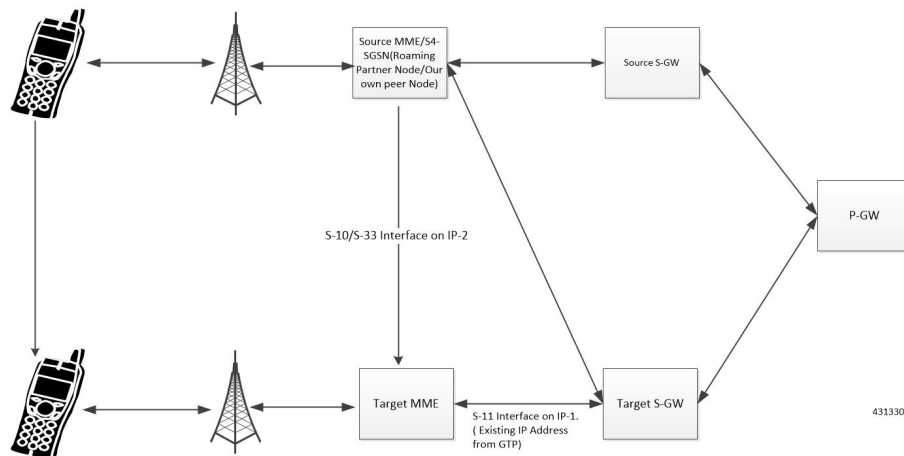 Source MME/S4-
SGSN(Roaming
Partner Node/Our
own peer Node)
Source S-GW
P-GW
S-10/S-33 Interface on IP-2
Target MME
S-11 Interface on IP-1.
( Existing IP Address
from GTP)
Target S-GW
431330